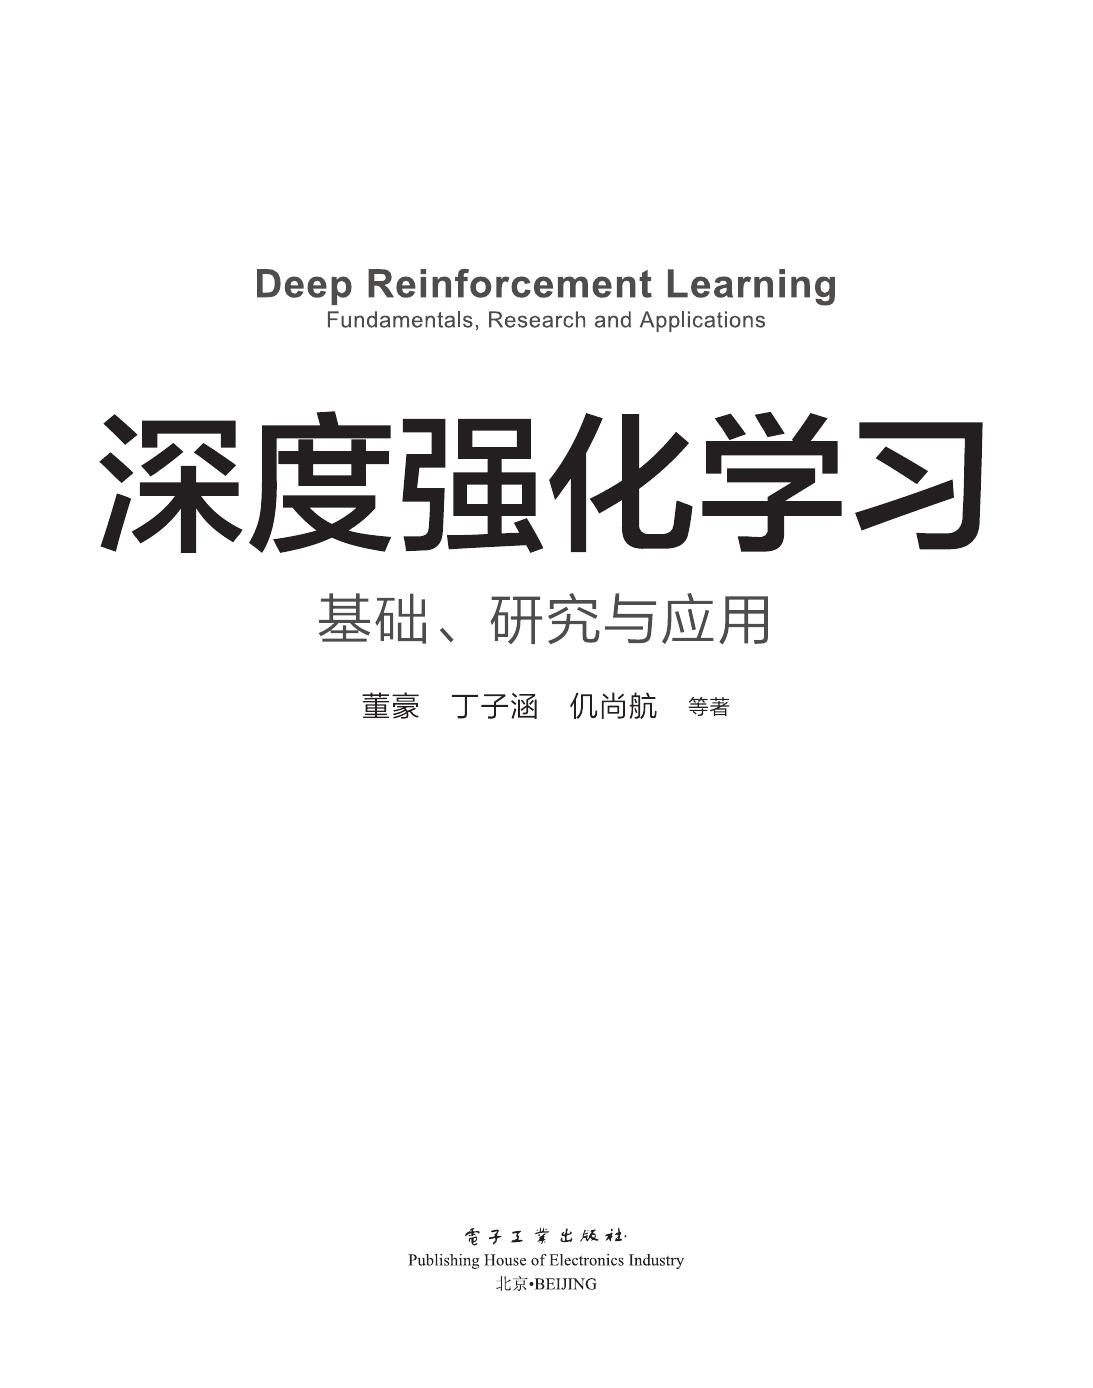 Deep Reinforcement Learning
Fundamentals, Research and Applications
深度强化学习
基础、研究与应用
董豪 丁子涵 仉尚航 等著
電子工業出版社·
Publishing House of Electronics Industry
北京•BEIJING